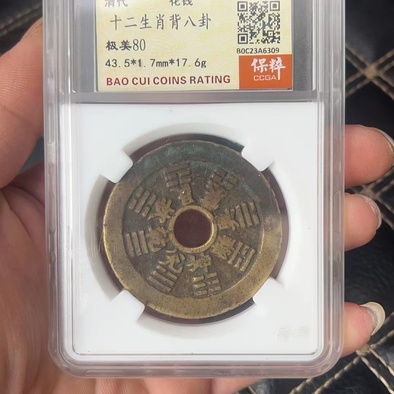 清代 花钱
十二生肖背八卦
极美80
43.5*1.7mm*17.6g
BAO CUI COINS RATING
B0C23A6309
保粹
CCGA